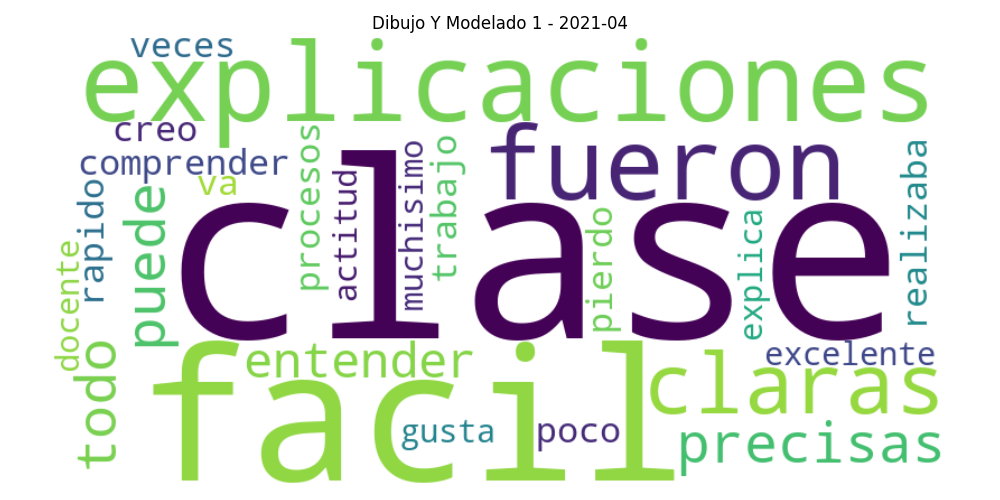 Dibujo Y Modelado 1 - 2021-04
veces
explicaciones
creo
fueron
comprender
va
procesos
actitud
muchisimo
trabajo
realizaba
rapido
puede
clase
pierdo
explica
docente
todo
facil
entender
claras
excelente
gusta
poco
precisas